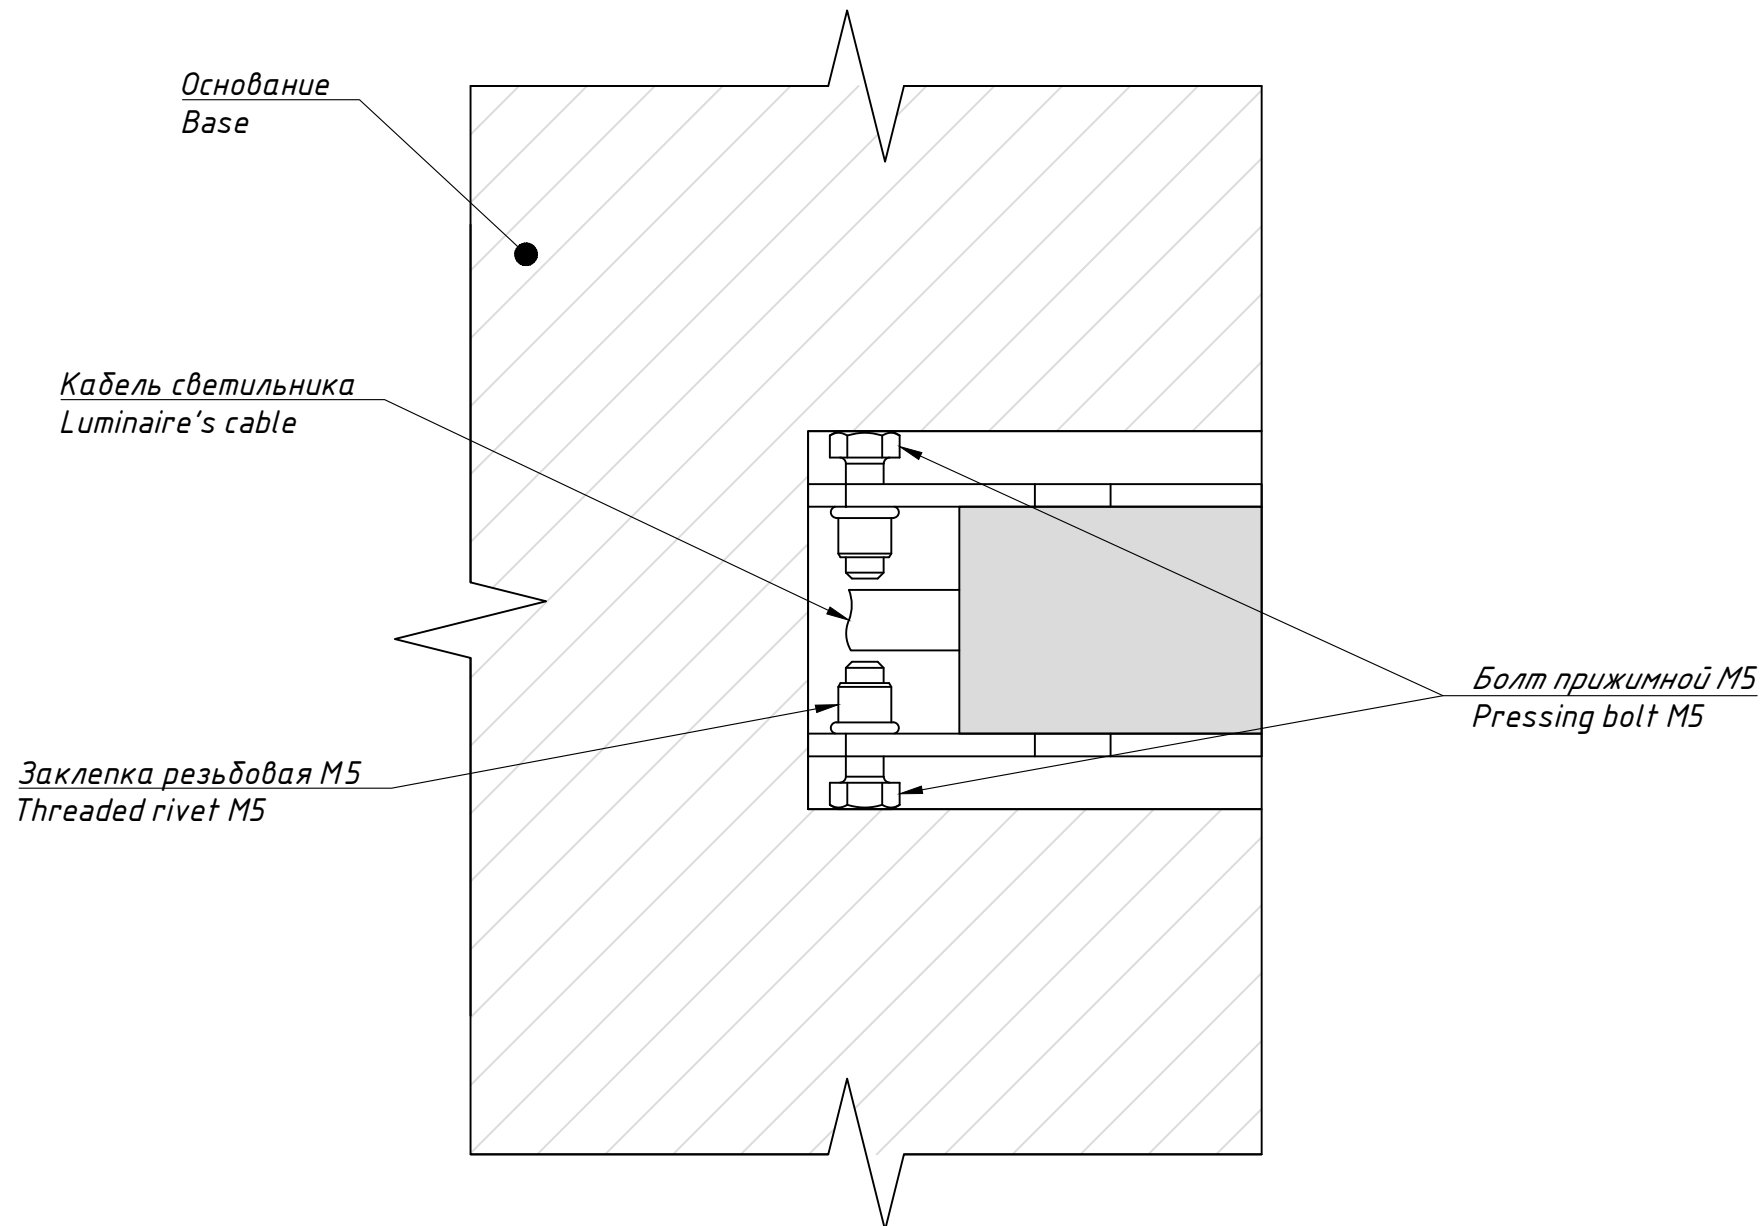 Основание
Base
Кабель светильника
Luminaire's cable
Болт прижимной М5
Pressing bolt M5
Заклепка резьбовая М5
Threaded rivet M5